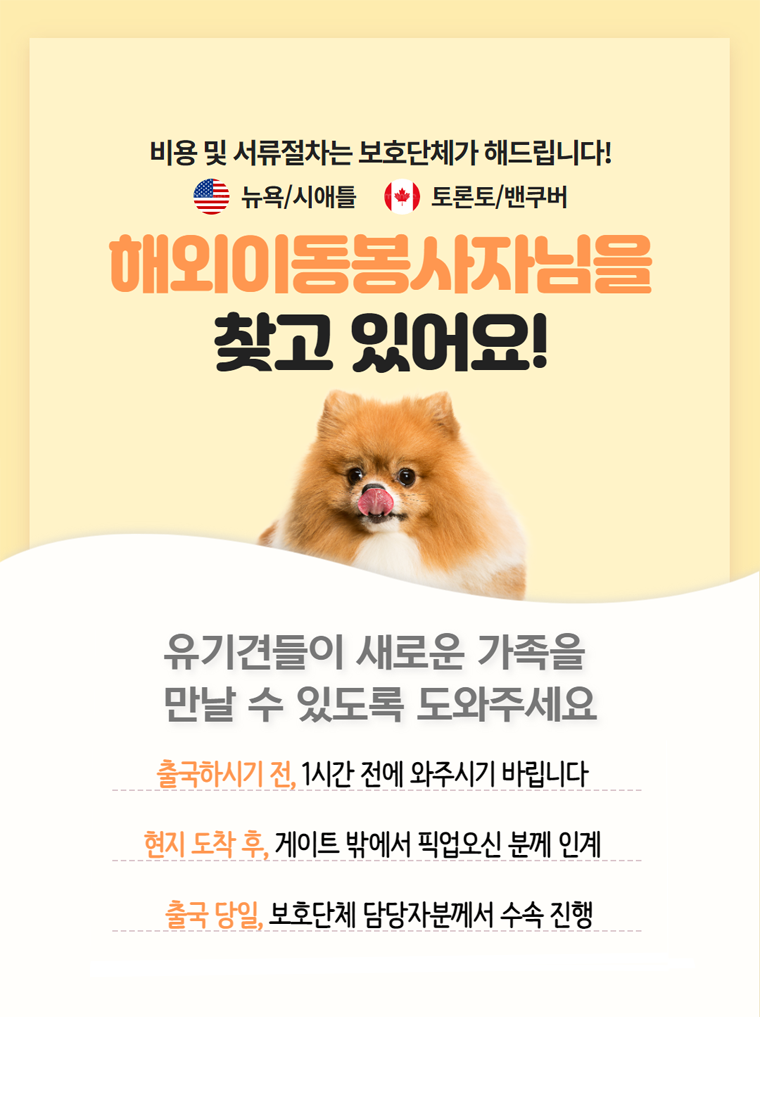 비용 및 서류절차는 보호단체가 해드립니다!
뉴욕/시애틀 토론토/밴쿠버
해외이동봉사자님을
찾고 있어요!
유기견들이 새로운 가족을
만날 수 있도록 도와주세요
출국하시기 전, 1시간 전에 와주시기 바립니다
현지 도착 후, 게이트 밖에서 픽업오신 분께 인계
출국 당일, 보호단체 담당자분께서 수속 진행